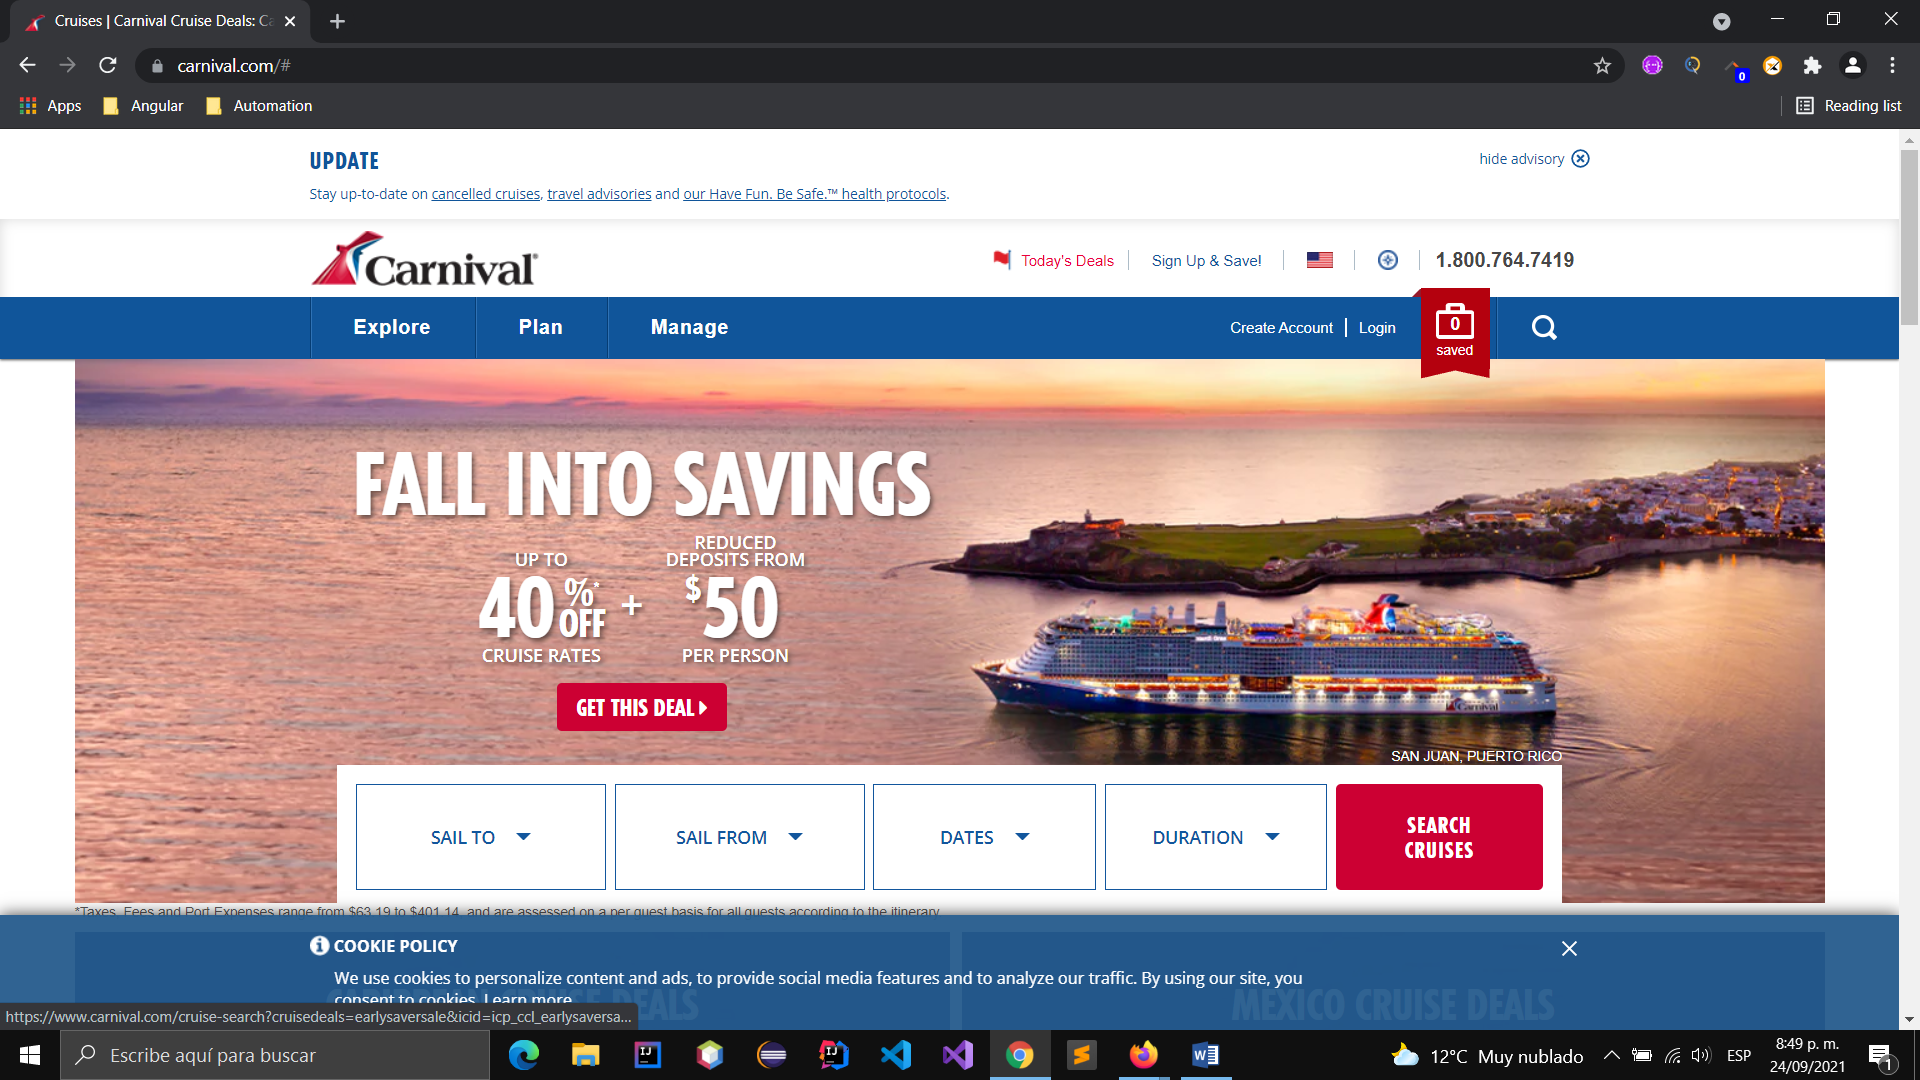 Cruises | Carnival Cruise Deals: Ca
carnival.com/#
0
Apps
Angular
Automation
Reading list
UPDATE
hide advisory
Stay up-to-date on cancelled cruises, travel advisories and our Have Fun. Be Safe.™ health protocols.
Carnival
Today's Deals
Sign Up & Save!
1.800.764.7419
Explore
Plan
Manage
Create Account | Login
0
saved
FALL INTO SAVINGS
UP TO
40%* OFF
CRUISE RATES
+
REDUCED
DEPOSITS FROM
$50
PER PERSON
GET THIS DEAL
Carnival
SAN JUAN, PUERTO RICO
SAIL TO
SAIL FROM
DATES
DURATION
SEARCH
CRUISES
*Taxes, Fees and Port Expenses range from $63.19 to $401.14, and are assessed on a per guest basis for all guests according to the itinerary.
COOKIE POLICY
We use cookies to personalize content and ads, to provide social media features and to analyze our traffic. By using our site, you
consent to cookies. Learn more
DEALS
MEXICO CRUISE DEALS
https://www.carnival.com/cruise-search?cruisedeals=earlysaversale&icid=icp_ccl_earlysaversa...
Escribe aquí para buscar
12°C Muy nublado
ESP
8:49 p. m.
24/09/2021
1